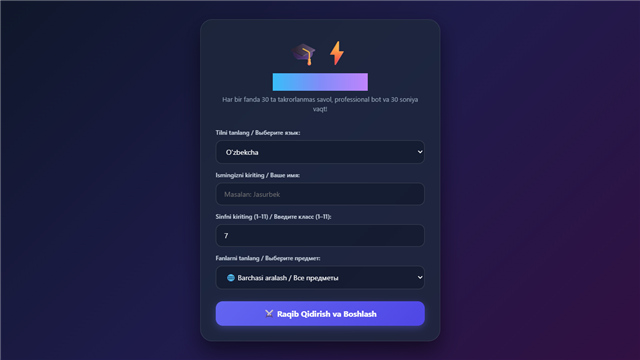 Har bir fanda 30 ta takrorlanmas savol, professional bot va 30 soniya
vaqt!
Tilni tanlang / Выберите язык:
O'zbekcha
Ismingizni kiriting / Ваше имя:
Masalan: Jasurbek
Sinfni kiriting (1-11) / Введите класс (1-11):
7
Fanlarni tanlang / Выберите предмет:
Barchasi aralash / Все предметы
Raqib Qidirish va Boshlash